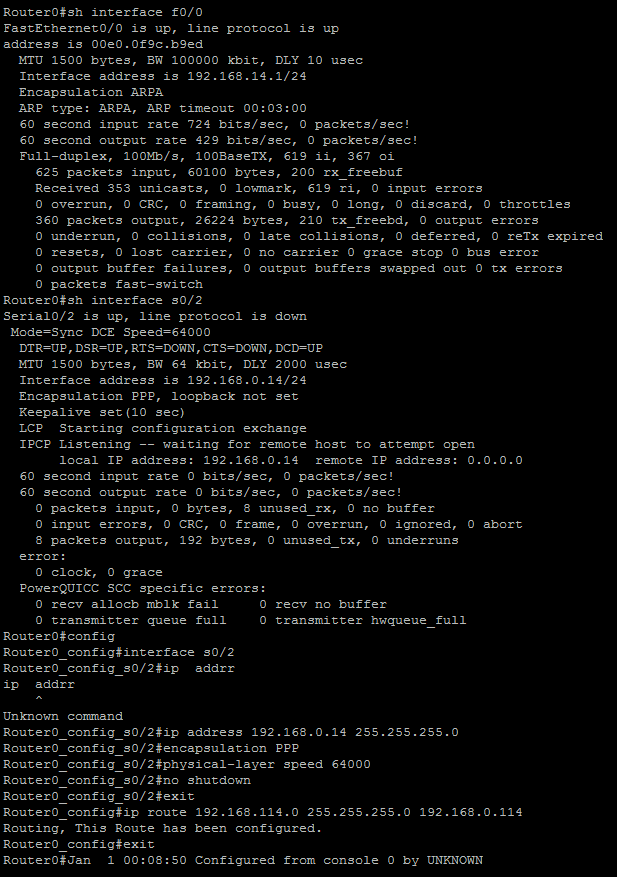 Router0#sh interface f0/0
FastEthernet0/0 is up, line protocol is up
address is 00e0.0f9c.b9ed
  MTU 1500 bytes, BW 100000 kbit, DLY 10 usec
  Interface address is 192.168.14.1/24
  Encapsulation ARPA
  ARP type: ARPA, ARP timeout 00:03:00
  60 second input rate 724 bits/sec, 0 packets/sec!
  60 second output rate 429 bits/sec, 0 packets/sec!
  Full-duplex, 100Mb/s, 100BaseTX, 619 ii, 367 oi
    625 packets input, 60100 bytes, 200 rx_freebuf
    Received 353 unicasts, 0 lowmark, 619 ri, 0 input errors
    0 overrun, 0 CRC, 0 framing, 0 busy, 0 long, 0 discard, 0 throttles
    360 packets output, 26224 bytes, 210 tx_freebd, 0 output errors
    0 underrun, 0 collisions, 0 late collisions, 0 deferred, 0 reTx expired
    0 resets, 0 lost carrier, 0 no carrier 0 grace stop 0 bus error
    0 output buffer failures, 0 output buffers swapped out 0 tx errors
    0 packets fast-switch
Router0#sh interface s0/2
Serial0/2 is up, line protocol is down
 Mode=Sync DCE Speed=64000
  DTR=UP,DSR=UP,RTS=DOWN,CTS=DOWN,DCD=UP
  MTU 1500 bytes, BW 64 kbit, DLY 2000 usec
  Interface address is 192.168.0.14/24
  Encapsulation PPP, loopback not set
  Keepalive set(10 sec)
  LCP  Starting configuration exchange
  IPCP Listening -- waiting for remote host to attempt open
       local IP address: 192.168.0.14  remote IP address: 0.0.0.0
  60 second input rate 0 bits/sec, 0 packets/sec!
  60 second output rate 0 bits/sec, 0 packets/sec!
    0 packets input, 0 bytes, 8 unused_rx, 0 no buffer
    0 input errors, 0 CRC, 0 frame, 0 overrun, 0 ignored, 0 abort
    8 packets output, 192 bytes, 0 unused_tx, 0 underruns
  error:
    0 clock, 0 grace
  PowerQUICC SCC specific errors:
    0 recv allocb mblk fail     0 recv no buffer
    0 transmitter queue full    0 transmitter hwqueue_full
Router0#config
Router0_config#interface s0/2
Router0_config_s0/2#ip  addrr
ip  addrr
    ^
Unknown command
Router0_config_s0/2#ip address 192.168.0.14 255.255.255.0
Router0_config_s0/2#encapsulation PPP
Router0_config_s0/2#physical-layer speed 64000
Router0_config_s0/2#no shutdown
Router0_config_s0/2#exit
Router0_config#ip route 192.168.114.0 255.255.255.0 192.168.0.114
Routing, This Route has been configured.
Router0_config#exit
Router0#Jan  1 00:08:50 Configured from console 0 by UNKNOWN